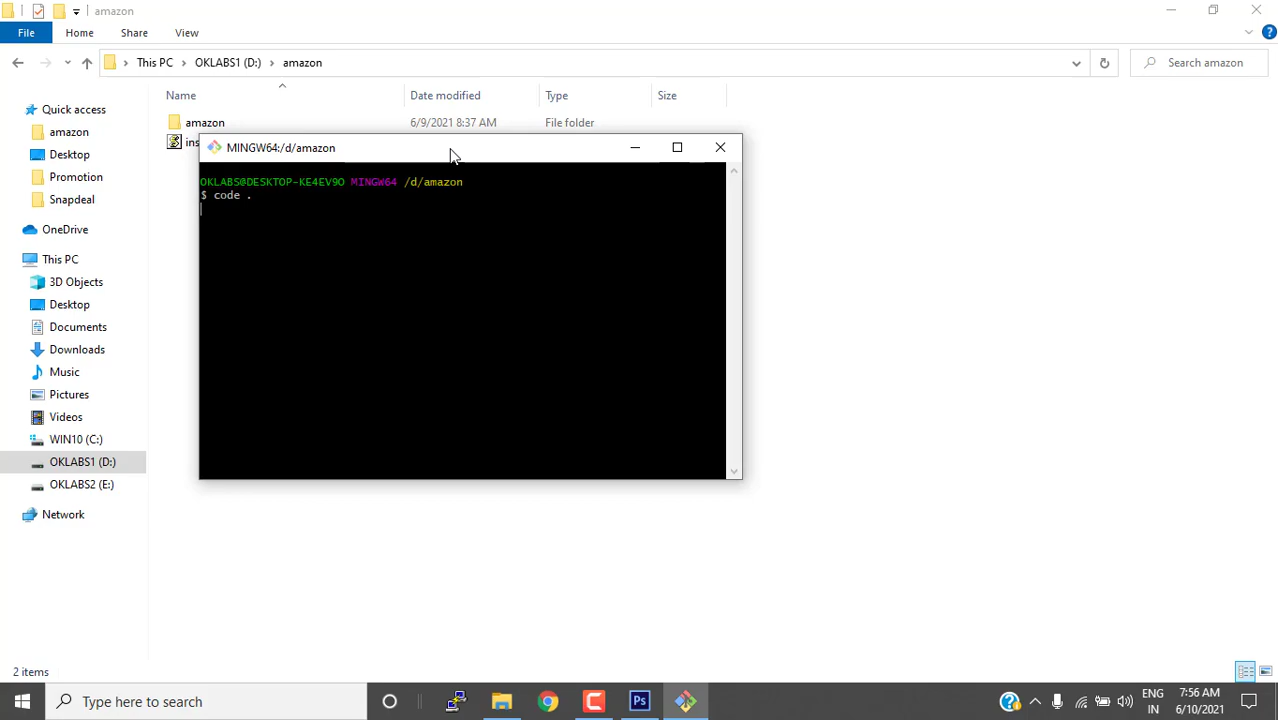 amazon
File Home Share View
This PC OKLABS1 (D:) amazon
Search amazon
Name Date modified Type Size
Quick access
amazon
Desktop
Promotion
Snapdeal
OneDrive
This PC
3D Objects
Desktop
Documents
Downloads
Music
Pictures
Videos
WIN10 (C:)
OKLABS1 (D:)
OKLABS2 (E:)
Network
amazon 6/9/2021 8:37 AM File folder
ins
MINGW64:/d/amazon
OKLABS@DESKTOP-KE4EV9O MINGW64 /d/amazon
$ code .
2 items
Type here to search
Ps
ENG
IN
7:56 AM
6/10/2021